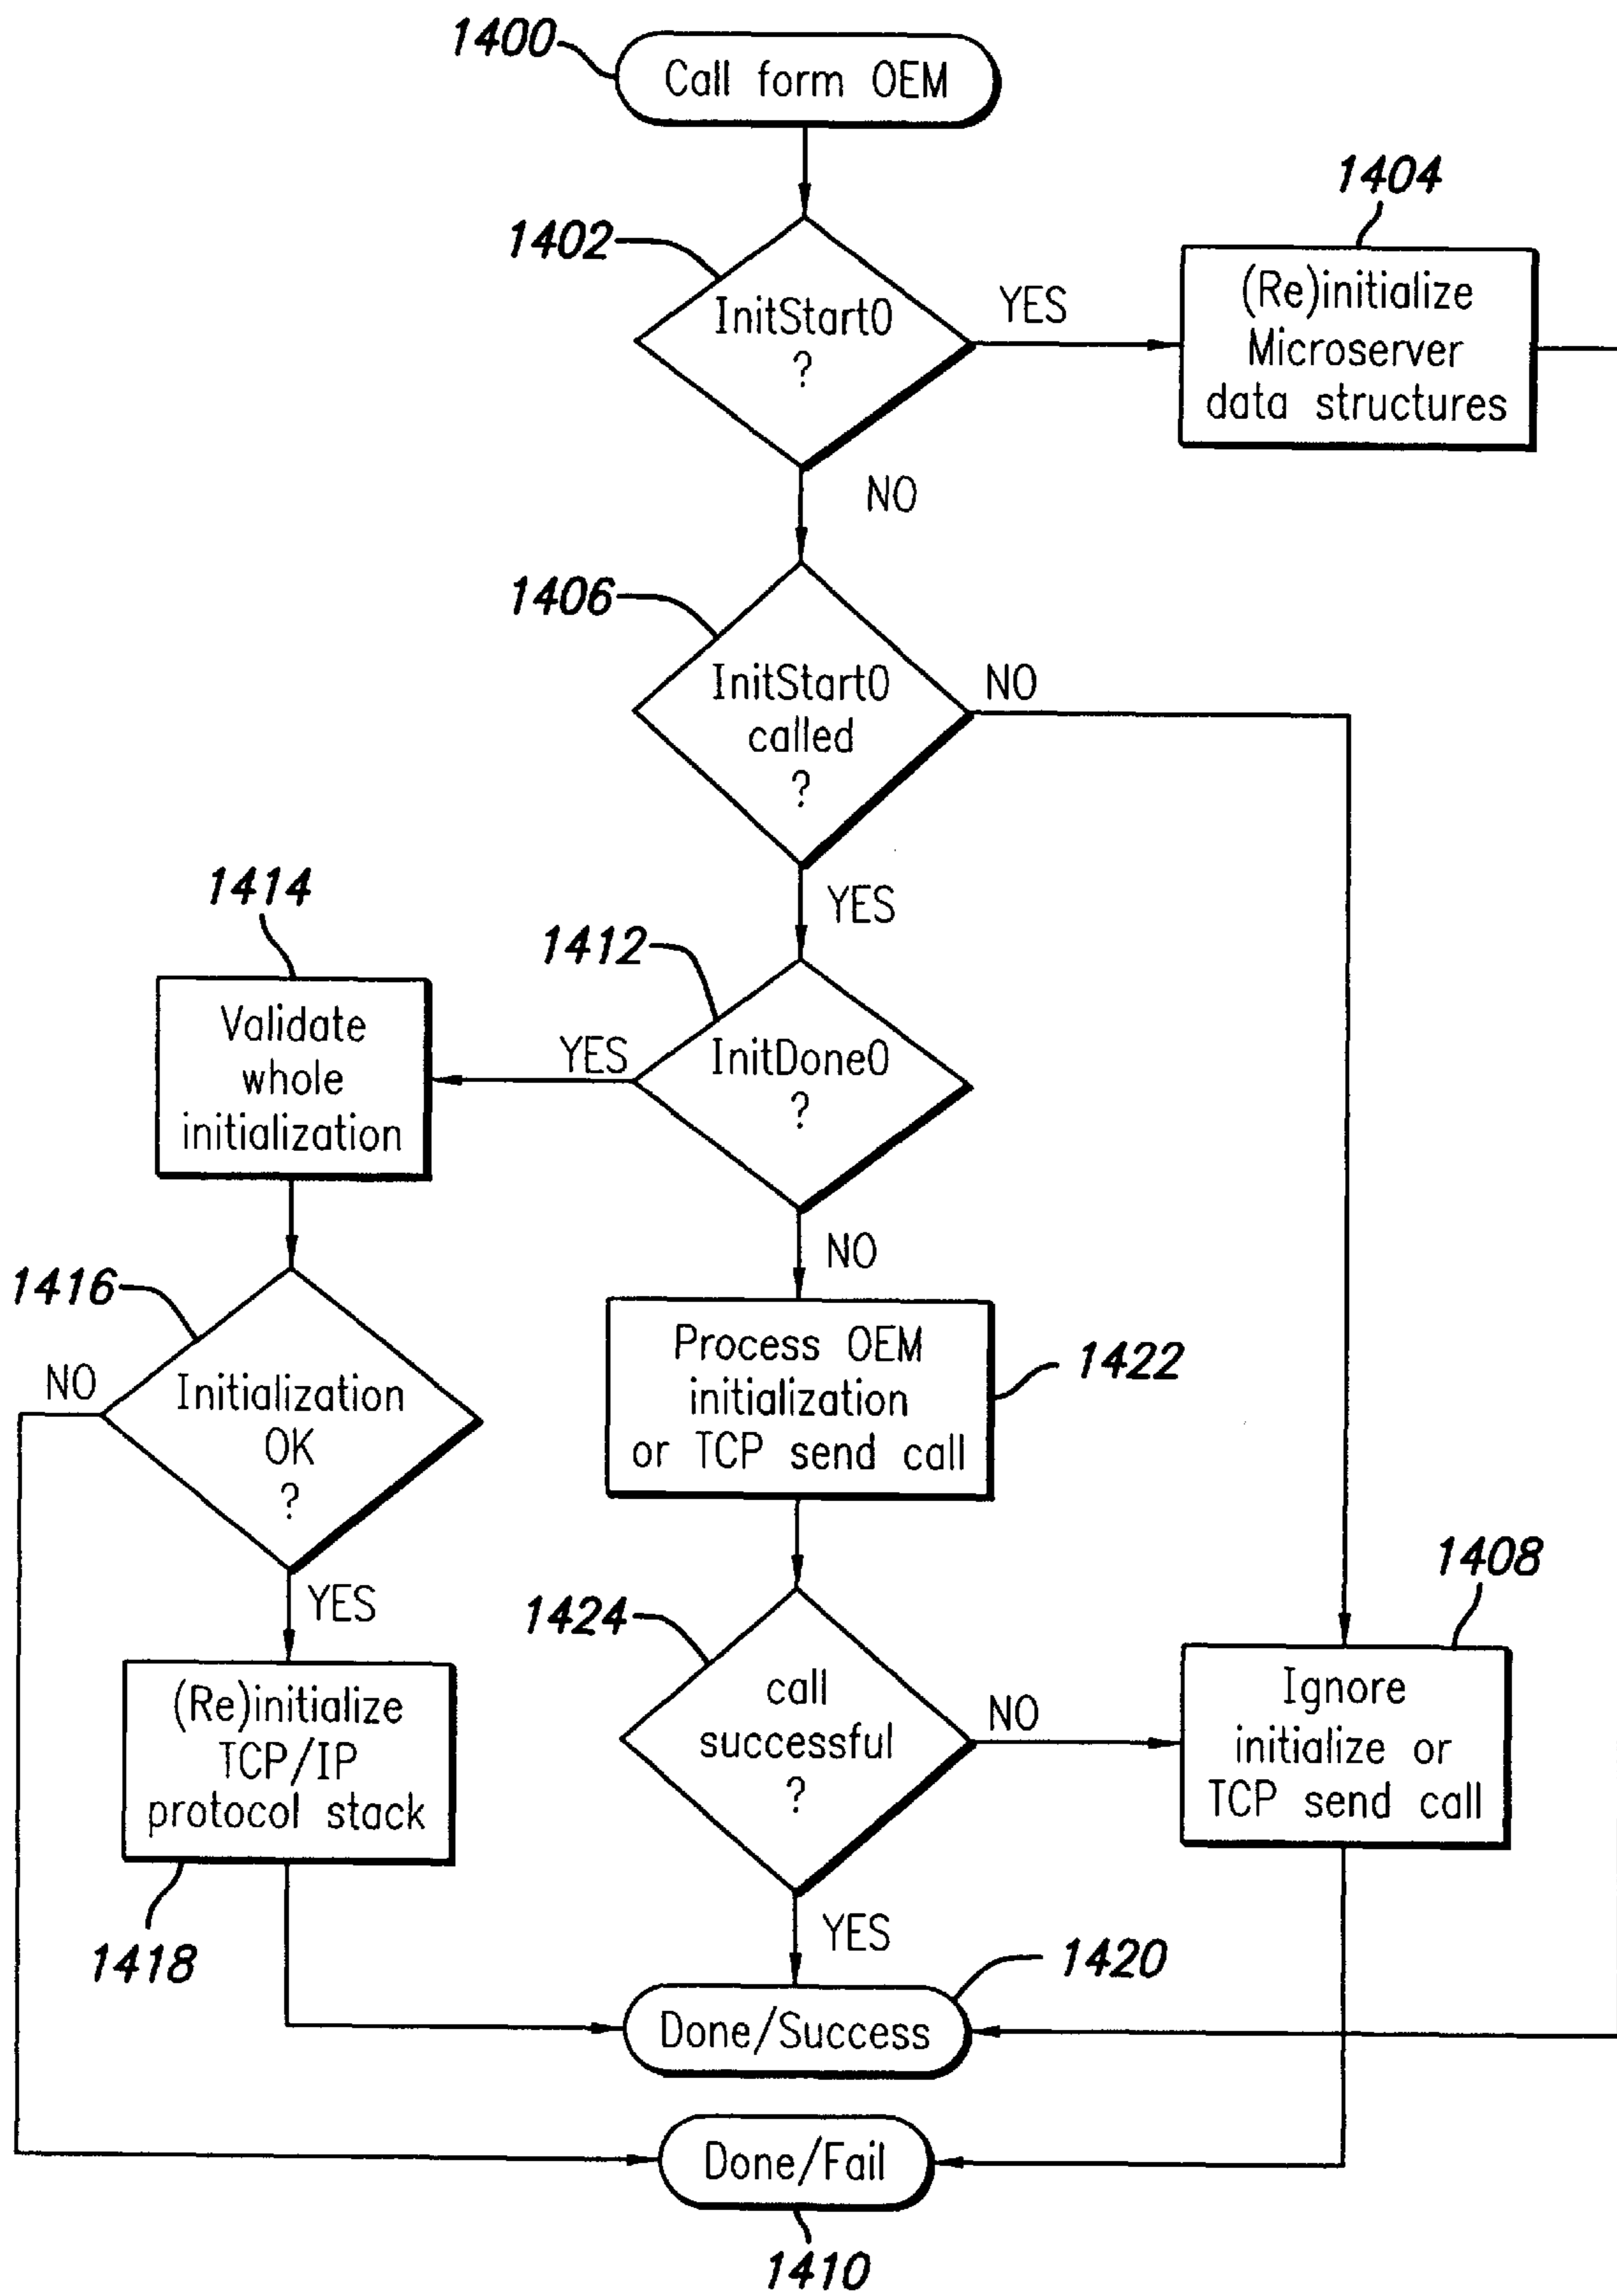 1400
Call form OEM
1402
InitStart0
?
YES
1404
(Re)initialize
Microserver
data structures
NO
1406
InitStart0
called
?
NO
YES
1412
InitDone0
?
YES
1414
Validate
whole
initialization
NO
1416
Initialization
OK
?
NO
YES
1422
Process OEM
initialization
or TCP send call
1418
(Re)initialize
TCP/IP
protocol stack
1424
call
successful
?
NO
YES
1408
Ignore
initialize or
TCP send call
1420
Done/Success
Done/Fail
1410